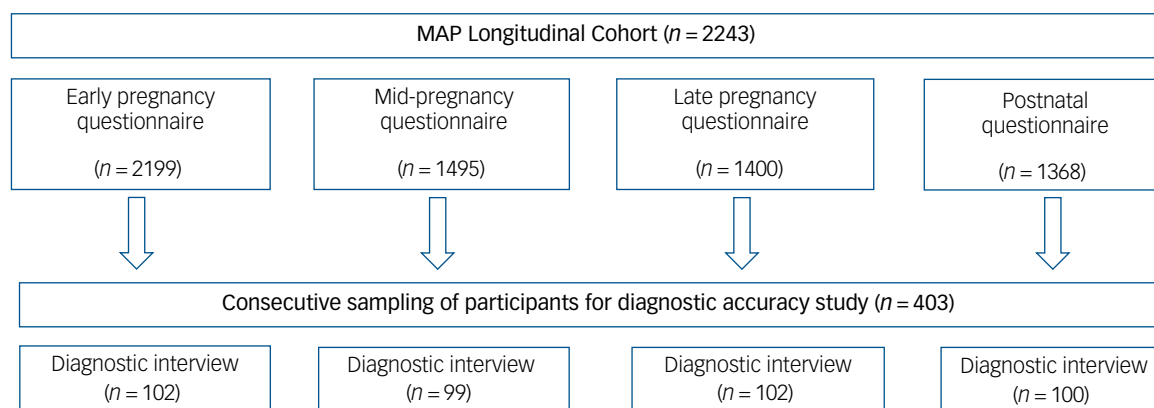 MAP Longitudinal Cohort (n = 2243)
Early pregnancy
questionnaire
(n = 2199)
Mid-pregnancy
questionnaire
(n = 1495)
Late pregnancy
questionnaire
(n = 1400)
Postnatal
questionnaire
(n = 1368)
Consecutive sampling of participants for diagnostic accuracy study (n = 403)
Diagnostic interview
(n = 102)
Diagnostic interview
(n = 99)
Diagnostic interview
(n = 102)
Diagnostic interview
(n = 100)